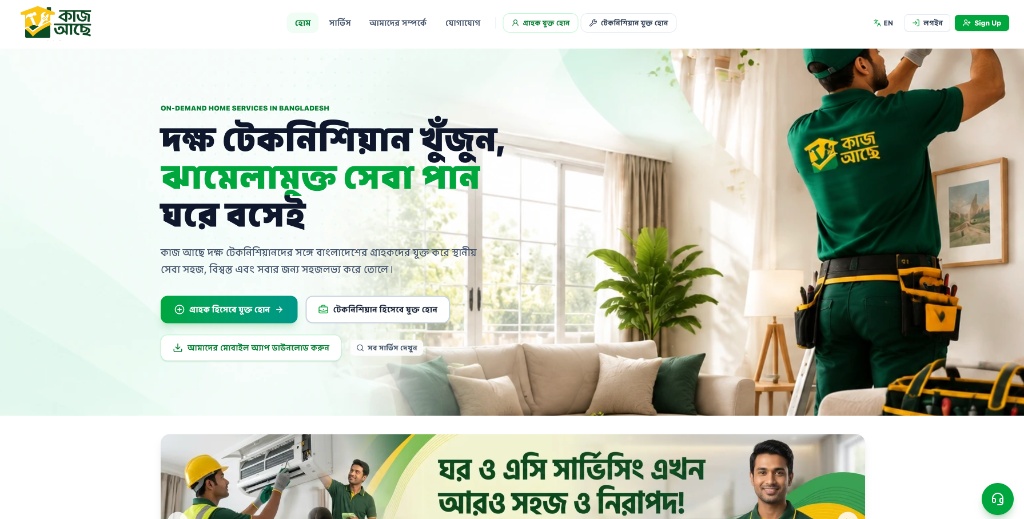 কাজ
আছে
হোম
সার্ভিস
আমাদের সম্পর্কে
যোগাযোগ
গ্রাহক যুক্ত হোন
টেকনিশিয়ান যুক্ত হোন
EN
লগইন
Sign Up
ON-DEMAND HOME SERVICES IN BANGLADESH
দক্ষ টেকনিশিয়ান খুঁজুন,
ঝামেলামুক্ত সেবা পান
ঘরে বসেই
কাজ আছে দক্ষ টেকনিশিয়ানদের সঙ্গে বাংলাদেশের গ্রাহকদের যুক্ত করে স্থানীয়
সেবা সহজ, বিশ্বস্ত এবং সবার জন্য সহজলভ্য করে তোলে।
গ্রাহক হিসেবে যুক্ত হোন
টেকনিশিয়ান হিসেবে যুক্ত হোন
আমাদের মোবাইল অ্যাপ ডাউনলোড করুন
সব সার্ভিস দেখুন
কাজ
আছে
ঘর ও এসি সার্ভিসিং এখন
আরও সহজ ও নিরাপদ!